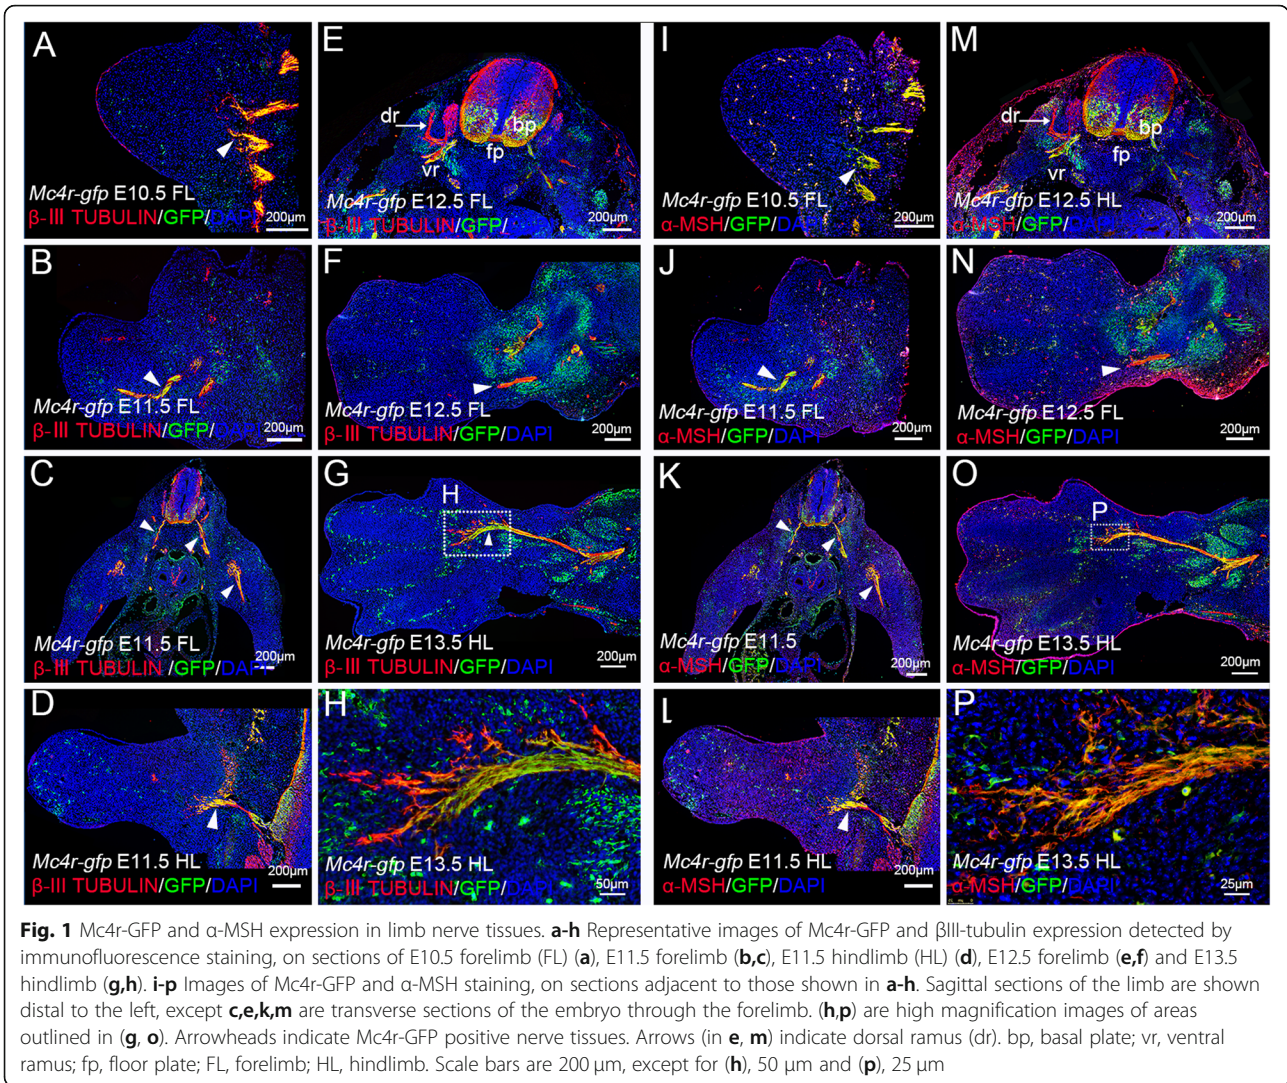 A
Mc4r-gfp E10.5 FL
β-III TUBULIN/GFP/DAPI
200µm
E
dr
bp
fp
vr
Mc4r-gfp E12.5 FL
β-III TUBULIN/GFP/
200µm
I
Mc4r-gfp E10.5 FL
α-MSH/GFP/DAPI
200µm
M
dr
bp
fp
vr
Mc4r-gfp E12.5 HL
α-MSH/GFP/DAPI
200µm
B
Mc4r-gfp E11.5 FL
β-III TUBULIN/GFP/DAPI
200µm
F
Mc4r-gfp E12.5 FL
β-III TUBULIN/GFP/DAPI
200µm
J
Mc4r-gfp E11.5 FL
α-MSH/GFP/DAPI
200µm
N
Mc4r-gfp E12.5 FL
α-MSH/GFP/DAPI
200µm
C
Mc4r-gfp E11.5 FL
β-III TUBULIN/GFP/DAPI
200µm
G
H
Mc4r-gfp E13.5 HL
β-III TUBULIN/GFP/DAPI
200µm
K
Mc4r-gfp E11.5
α-MSH/GFP/DAPI
200µm
O
P
Mc4r-gfp E13.5 HL
α-MSH/GFP/DAPI
200µm
D
Mc4r-gfp E11.5 HL
β-III TUBULIN/GFP/DAPI
200µm
H
Mc4r-gfp E13.5 HL
β-III TUBULIN/GFP/DAPI
50µm
L
Mc4r-gfp E11.5 HL
α-MSH/GFP/DAPI
200µm
P
Mc4r-gfp E13.5 HL
α-MSH/GFP/DAPI
25µm
Fig. 1 Mc4r-GFP and α-MSH expression in limb nerve tissues. a-h Representative images of Mc4r-GFP and βIII-tubulin expression detected by
immunofluorescence staining, on sections of E10.5 forelimb (FL) (a), E11.5 forelimb (b,c), E11.5 hindlimb (HL) (d), E12.5 forelimb (e,f) and E13.5
hindlimb (g,h). i-p Images of Mc4r-GFP and α-MSH staining, on sections adjacent to those shown in a-h. Sagittal sections of the limb are shown
distal to the left, except c,e,k,m are transverse sections of the embryo through the forelimb. (h,p) are high magnification images of areas
outlined in (g, o). Arrowheads indicate Mc4r-GFP positive nerve tissues. Arrows (in e, m) indicate dorsal ramus (dr). bp, basal plate; vr, ventral
ramus; fp, floor plate; FL, forelimb; HL, hindlimb. Scale bars are 200 µm, except for (h), 50 µm and (p), 25 µm